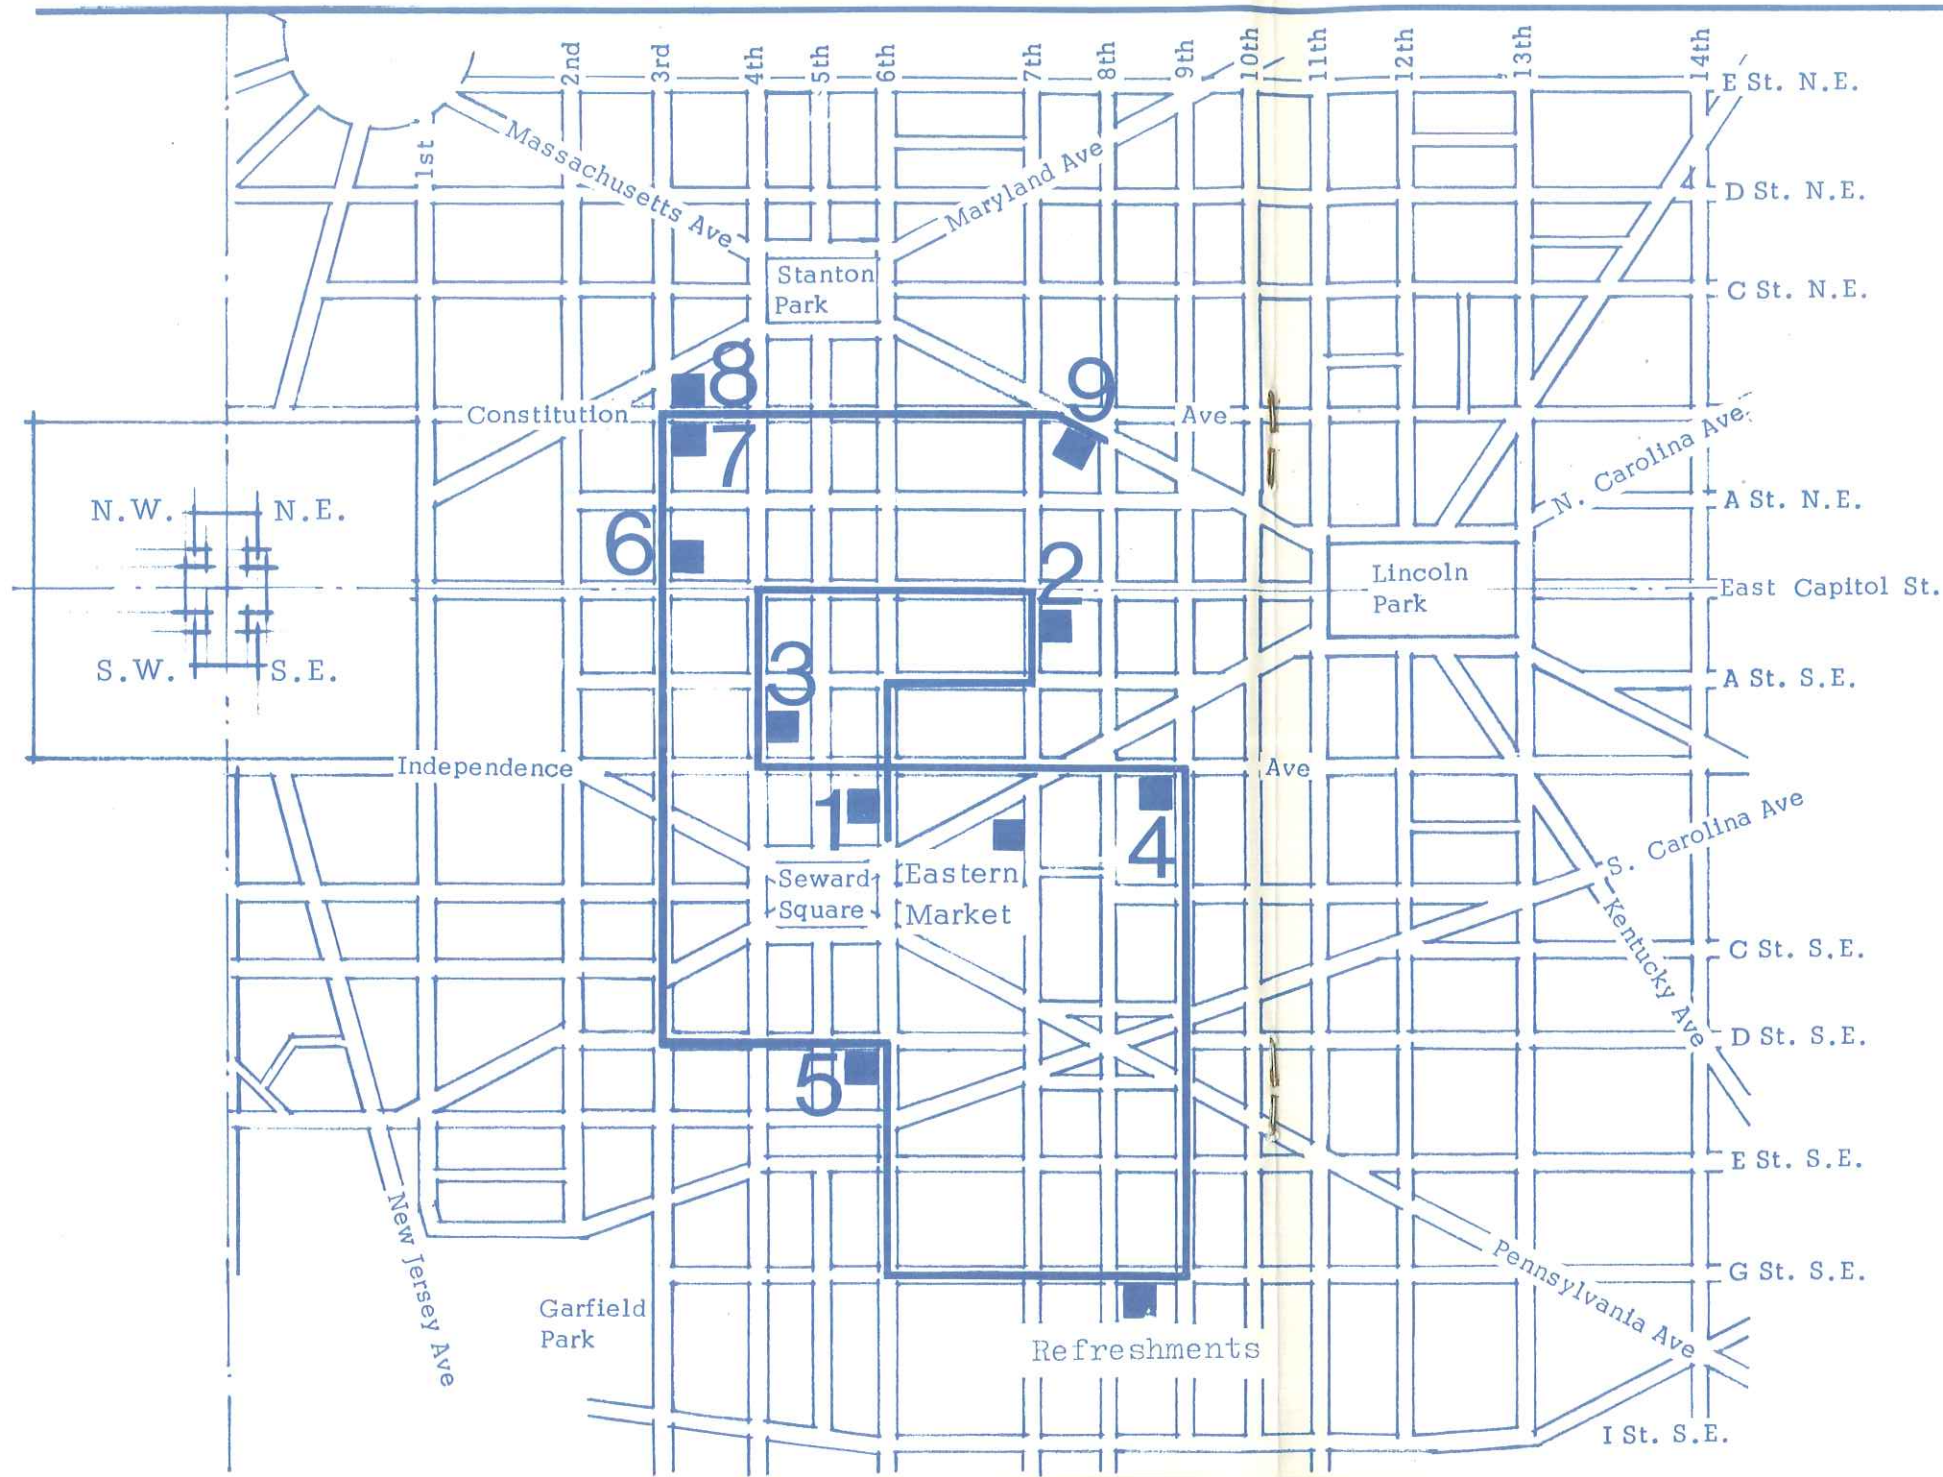 2nd
3rd
4th
5th
6th
7th
8th
9th
10th
11th
12th
13th
14th
E St. N.E.
1st
Massachusetts Ave
Maryland Ave
D St. N.E.
Stanton
Park
C St. N.E.
8
9
Constitution
Ave
7
N. Carolina Ave.
N.W.
N.E.
A St. N.E.
6
2
Lincoln
Park
East Capitol St.
S.W.
S.E.
3
A St. S.E.
Independence
Ave
1
4
S. Carolina Ave
Seward
Square
Eastern
Market
Kentucky Ave
C St. S.E.
5
D St. S.E.
E St. S.E.
New Jersey Ave
Pennsylvania Ave
G St. S.E.
Garfield
Park
Refreshments
I St. S.E.